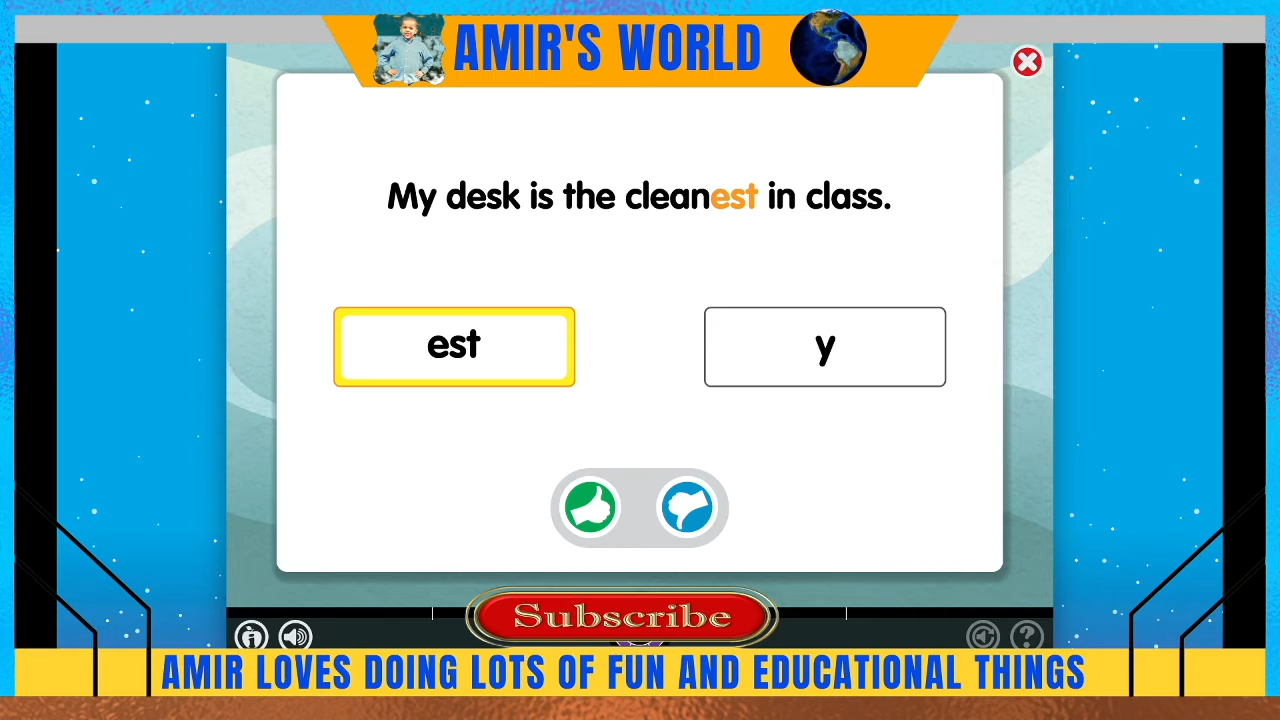 AMIR'S WORLD
My desk is the cleanest in class.
est
y
Subscribe
AMIR LOVES DOING LOTS OF FUN AND EDUCATIONAL THINGS